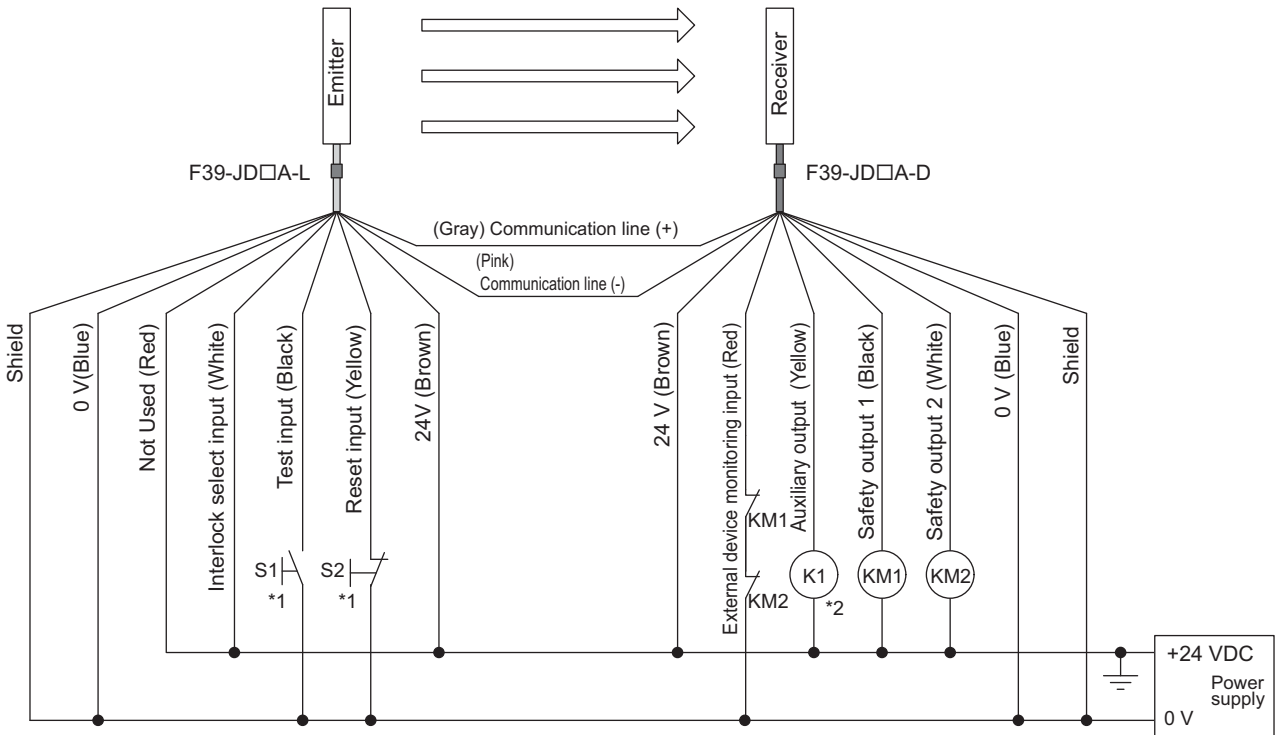 Emitter
Receiver
F39-JD□A-L
F39-JD□A-D
(Gray) Communication line (+)
(Pink)
Communication line (-)
Shield
0 V(Blue)
Not Used (Red)
Interlock select input (White)
Test input (Black)
Reset input (Yellow)
24V (Brown)
24 V (Brown)
External device monitoring input (Red)
Auxiliary output (Yellow)
Safety output 1 (Black)
Safety output 2 (White)
0 V (Blue)
Shield
S1
*1
S2
*1
KM1
KM2
K1
*2
KM1
KM2
+24 VDC
Power
supply
0 V